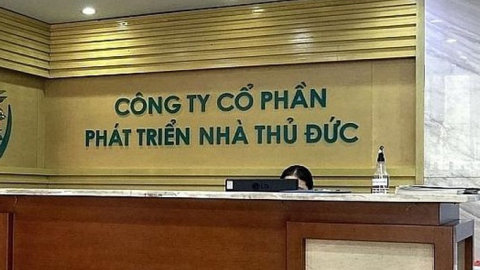 CÔNG TY CỔ PHẦN
PHÁT TRIỂN NHÀ THỦ ĐỨC